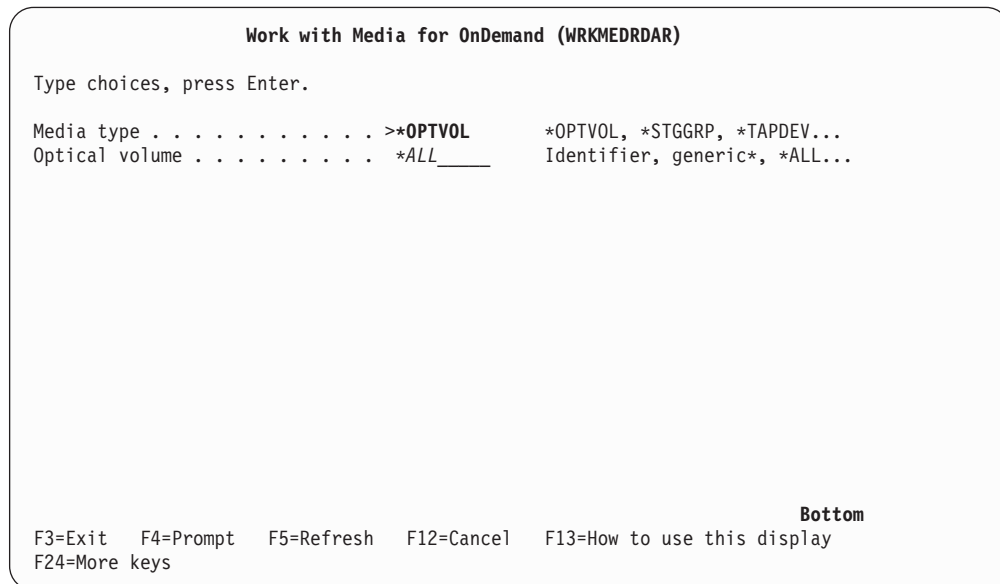 Work with Media for OnDemand (WRKMEDRDAR)
Type choices, press Enter.
Media type . . . . . . . . . . . >*OPTVOL *OPTVOL, *STGGRP, *TAPDEV...
Optical volume . . . . . . . . . *ALL_____ Identifier, generic*, *ALL...
Bottom
F3=Exit F4=Prompt F5=Refresh F12=Cancel F13=How to use this display
F24=More keys